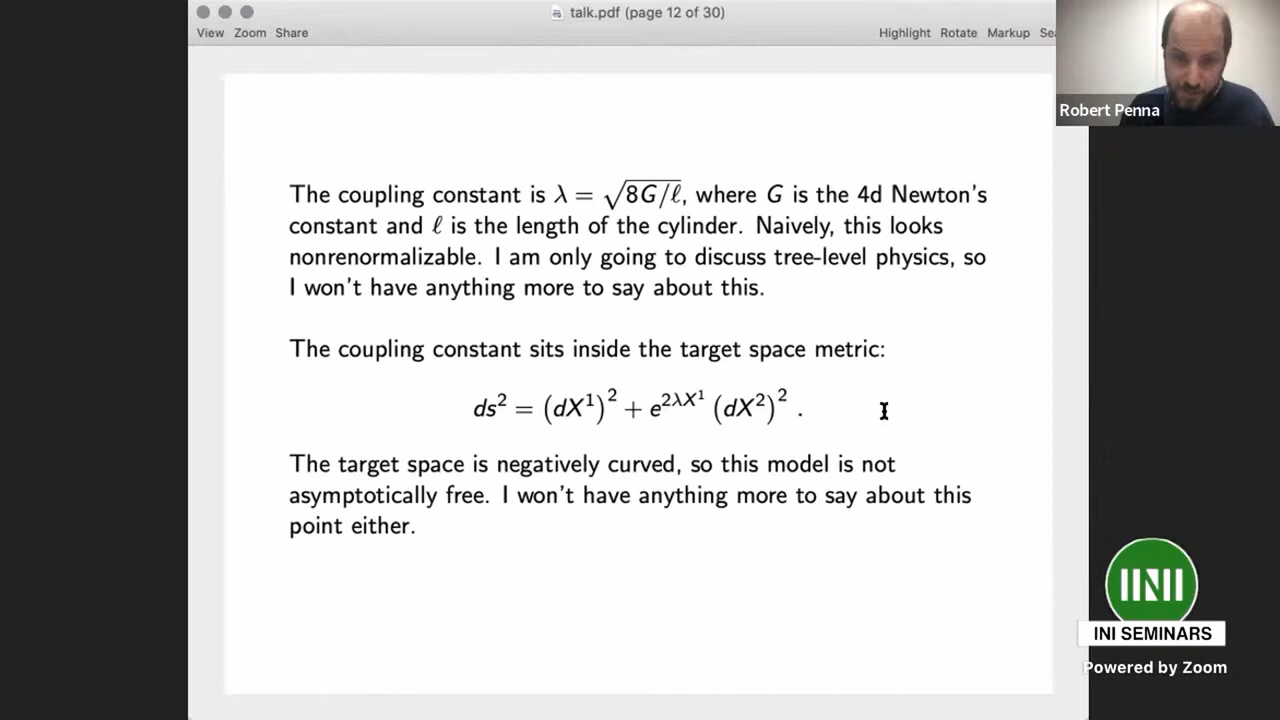 talk.pdf (page 12 of 30)
View Zoom Share
Highlight Rotate Markup
Robert Penna
The coupling constant is λ = √8G/ℓ, where G is the 4d Newton's
constant and ℓ is the length of the cylinder. Naively, this looks
nonrenormalizable. I am only going to discuss tree-level physics, so
I won't have anything more to say about this.
The coupling constant sits inside the target space metric:
ds² = (dX¹)² + e^{2λX¹} (dX²)² .
The target space is negatively curved, so this model is not
asymptotically free. I won't have anything more to say about this
point either.
INI SEMINARS
Powered by Zoom